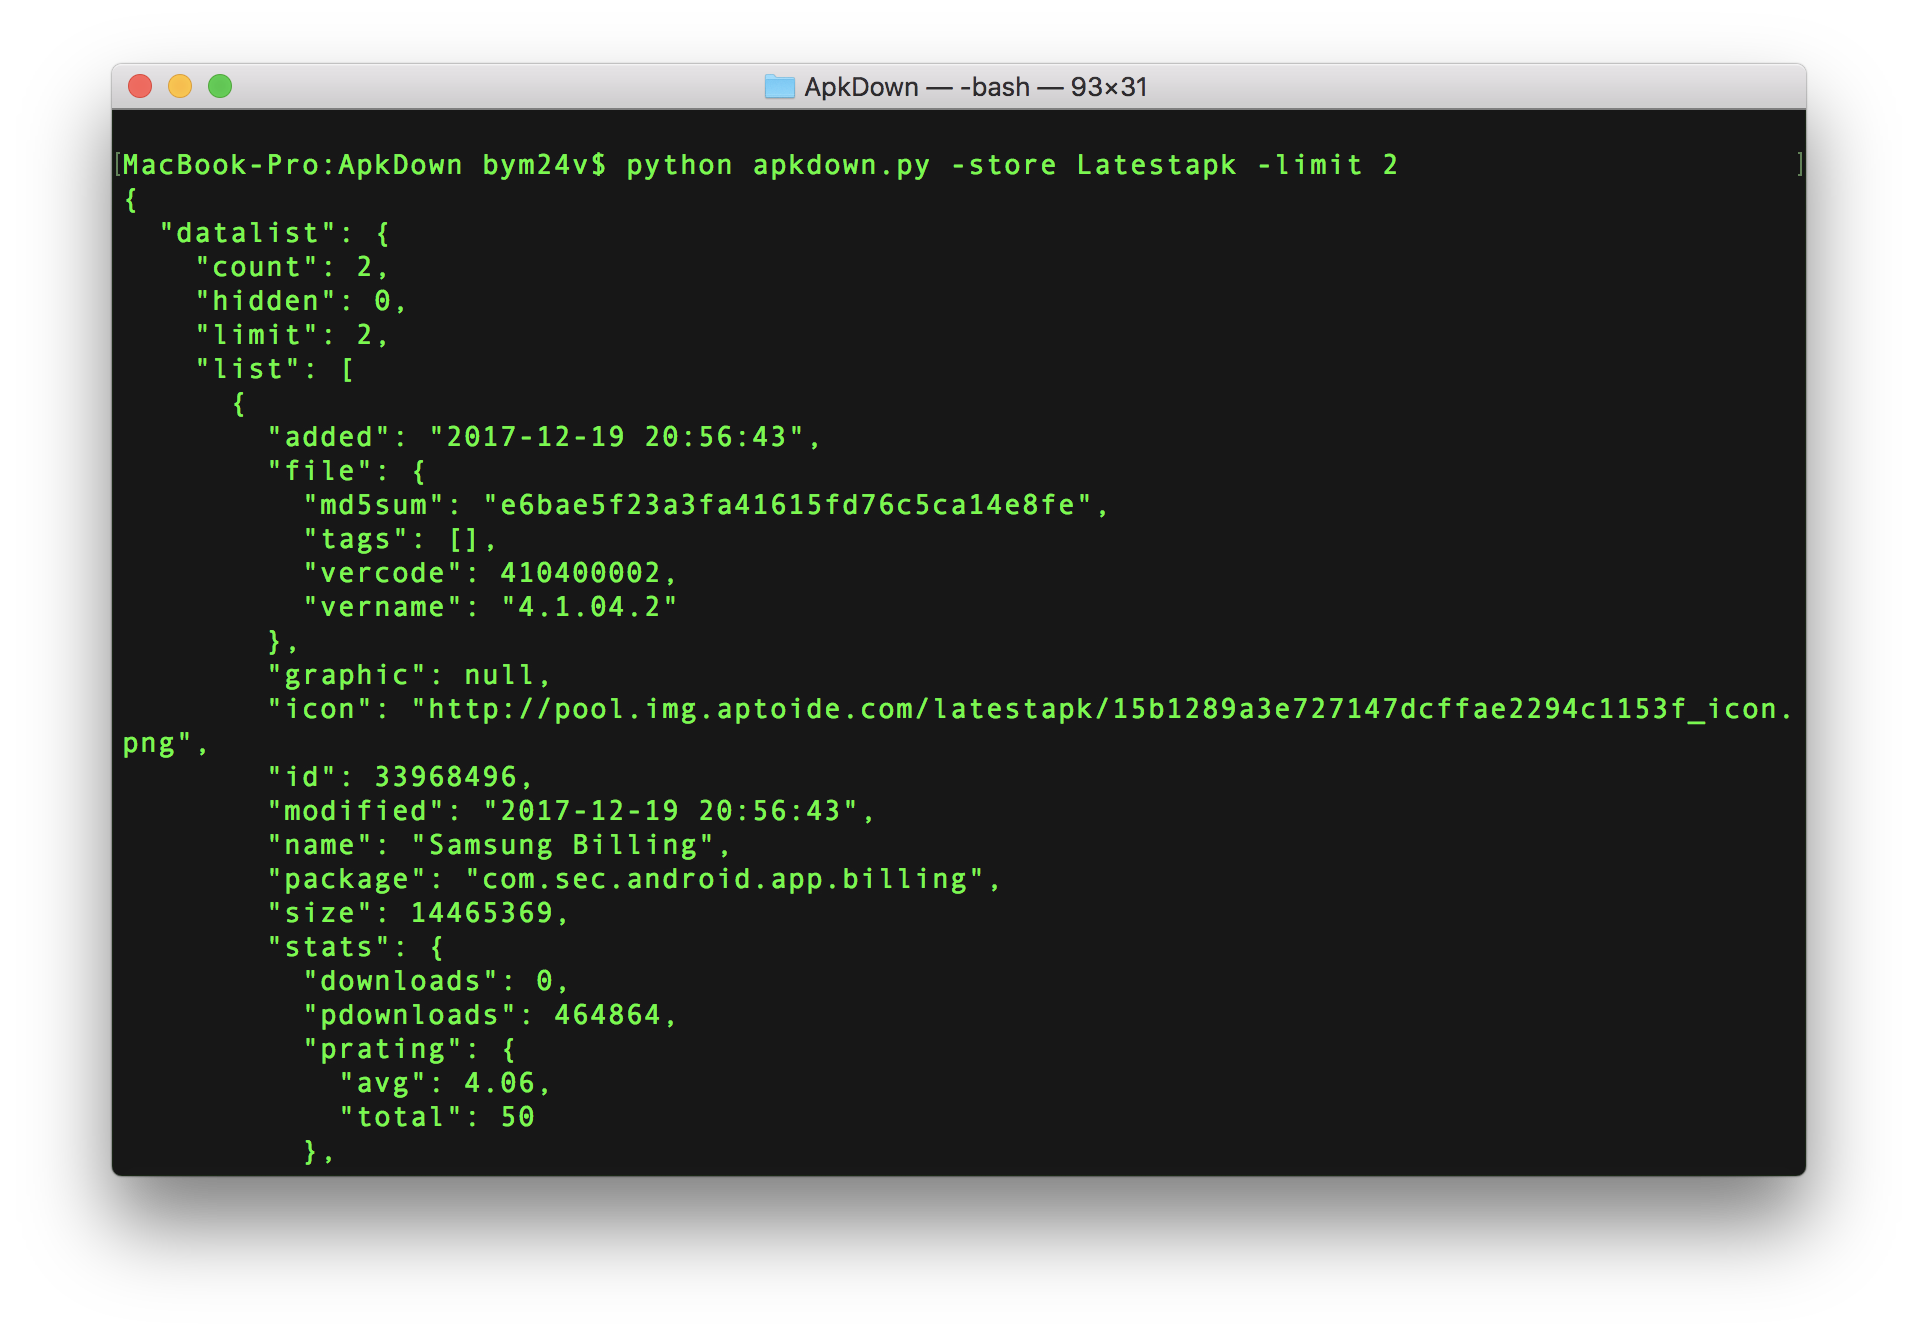 ApkDown — -bash — 93×31
[MacBook-Pro:ApkDown bym24v$ python apkdown.py -store Latestapk -limit 2 ]
{
  "datalist": {
    "count": 2,
    "hidden": 0,
    "limit": 2,
    "list": [
      {
        "added": "2017-12-19 20:56:43",
        "file": {
          "md5sum": "e6bae5f23a3fa41615fd76c5ca14e8fe",
          "tags": [],
          "vercode": 410400002,
          "vername": "4.1.04.2"
        },
        "graphic": null,
        "icon": "http://pool.img.aptoide.com/latestapk/15b1289a3e727147dcffae2294c1153f_icon.
png",
        "id": 33968496,
        "modified": "2017-12-19 20:56:43",
        "name": "Samsung Billing",
        "package": "com.sec.android.app.billing",
        "size": 14465369,
        "stats": {
          "downloads": 0,
          "pdownloads": 464864,
          "prating": {
            "avg": 4.06,
            "total": 50
          },